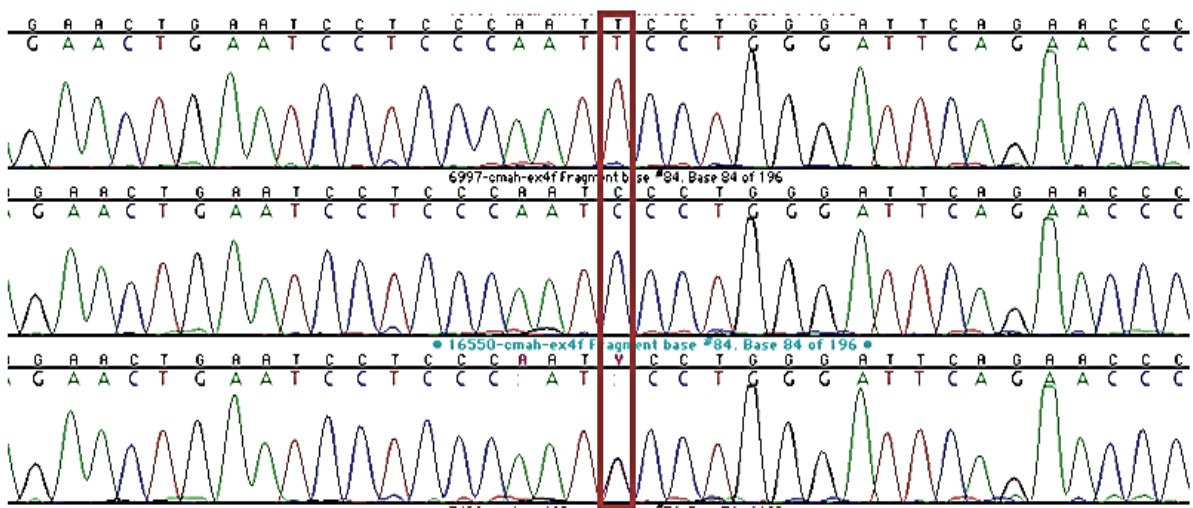 G A A C T G A A T C C T C C C A A T T C C T G G G A T T C A G A A C C C
G A A C T G A A T C C T C C C A A T T C C T G G G A T T C A G A A C C C
6997-cmah-ex4f Fragment base #84. Base 84 of 196
G A A C T G A A T C C T C C C A A T C C C T G G G A T T C A G A A C C C
G A A C T G A A T C C T C C C A A T C C C T G G G A T T C A G A A C C C
• 16550-cmah-ex4f Fragment base #84. Base 84 of 196 •
G A A C T G A A T C C T C C C A A T Y C C T G G G A T T C A G A A C C C
G A A C T G A A T C C T C C C : A T : C C T G G G A T T C A G A A C C C